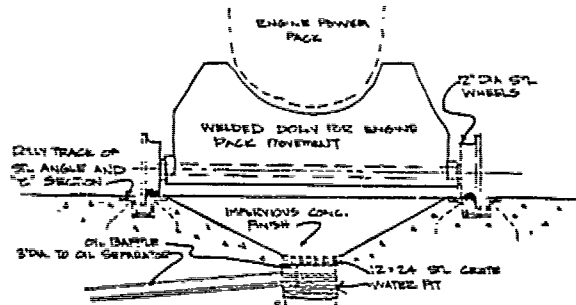 ENGINE POWER
PACK
12" DIA STL
WHEELS
WELDED DOLLY FOR ENGINE
PACK MOVEMENT
DOLLY TRACK OF
STL ANGLE AND
"C" SECTION
IMPERVIOUS CONC.
FINISH
OIL BAFFLE
3" DIA TO OIL SEPARATOR
12 x 24 STL GRATE
WATER PIT